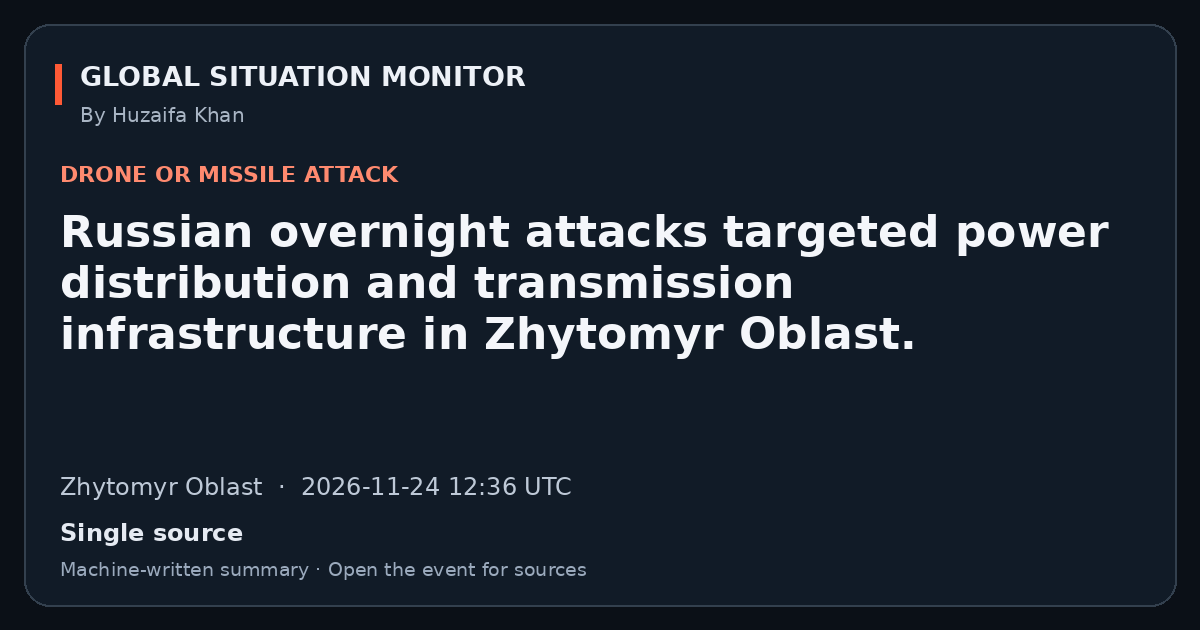 GLOBAL SITUATION MONITOR
By Huzaifa Khan
DRONE OR MISSILE ATTACK
Russian overnight attacks targeted power
distribution and transmission
infrastructure in Zhytomyr Oblast.
Zhytomyr Oblast · 2026-11-24 12:36 UTC
Single source
Machine-written summary · Open the event for sources